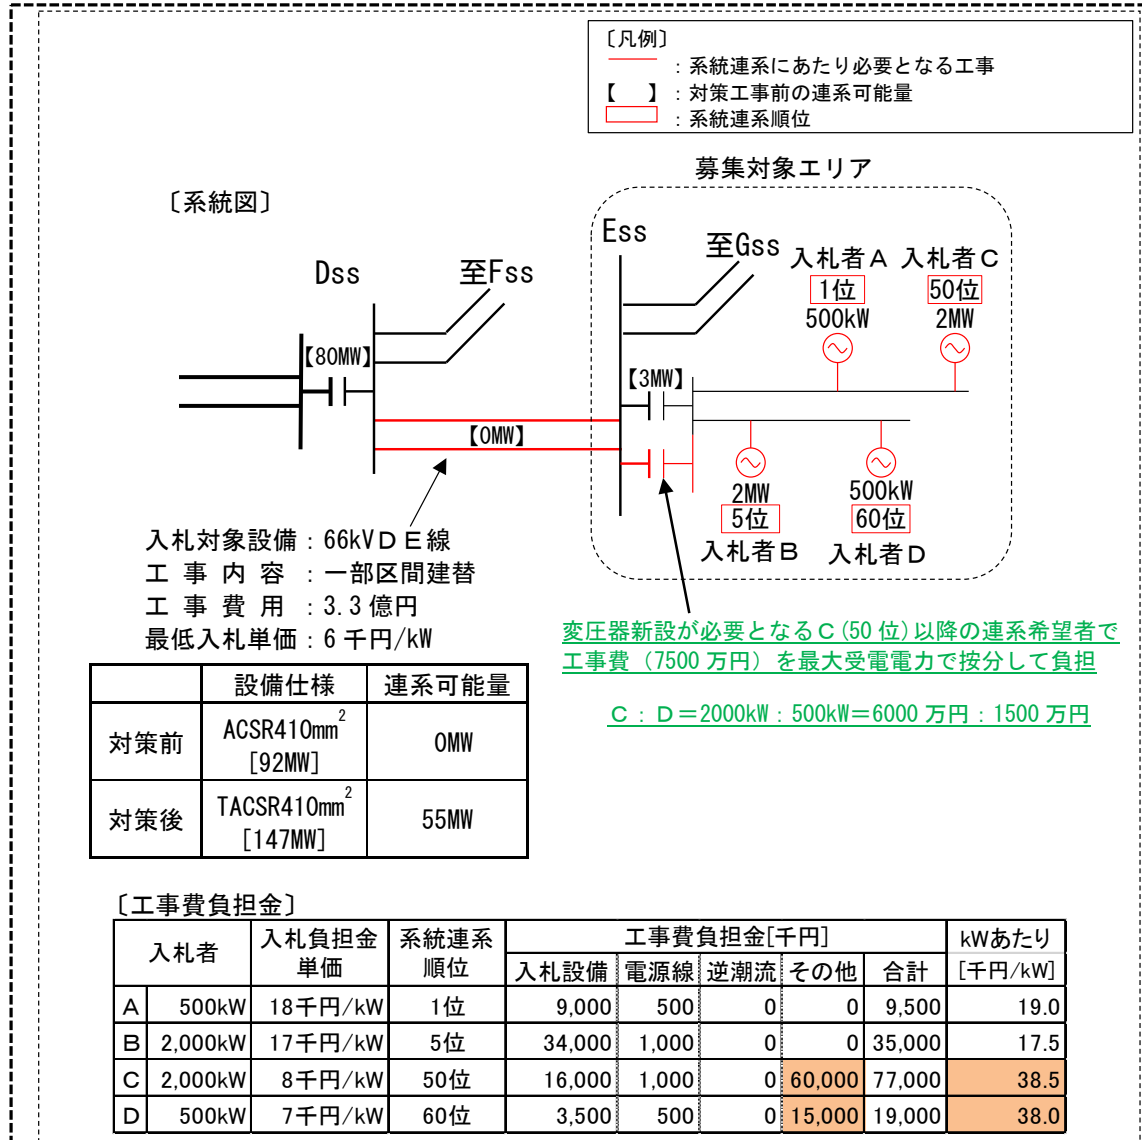 〔凡例〕
：系統連系にあたり必要となる工事
【　】：対策工事前の連系可能量
：系統連系順位
募集対象エリア
〔系統図〕
Dss
至Fss
Ess
至Gss
入札者A 入札者C
1位 50位
500kW 2MW
【80MW】
【3MW】
【0MW】
2MW 500kW
5位 60位
入札者B 入札者D
入札対象設備：66kVDE線
工事内容：一部区間建替
工事費用：3.3億円
最低入札単価：6千円/kW
変圧器新設が必要となるC(50位)以降の連系希望者で
工事費（7500万円）を最大受電電力で按分して負担
C：D＝2000kW：500kW＝6000万円：1500万円
設備仕様 連系可能量
対策前 ACSR410mm² [92MW] 0MW
対策後 TACSR410mm² [147MW] 55MW
〔工事費負担金〕
入札者 入札負担金単価 系統連系順位 工事費負担金[千円] kWあたり[千円/kW]
入札設備 電源線 逆潮流 その他 合計
A 500kW 18千円/kW 1位 9,000 500 0 0 9,500 19.0
B 2,000kW 17千円/kW 5位 34,000 1,000 0 0 35,000 17.5
C 2,000kW 8千円/kW 50位 16,000 1,000 0 60,000 77,000 38.5
D 500kW 7千円/kW 60位 3,500 500 0 15,000 19,000 38.0